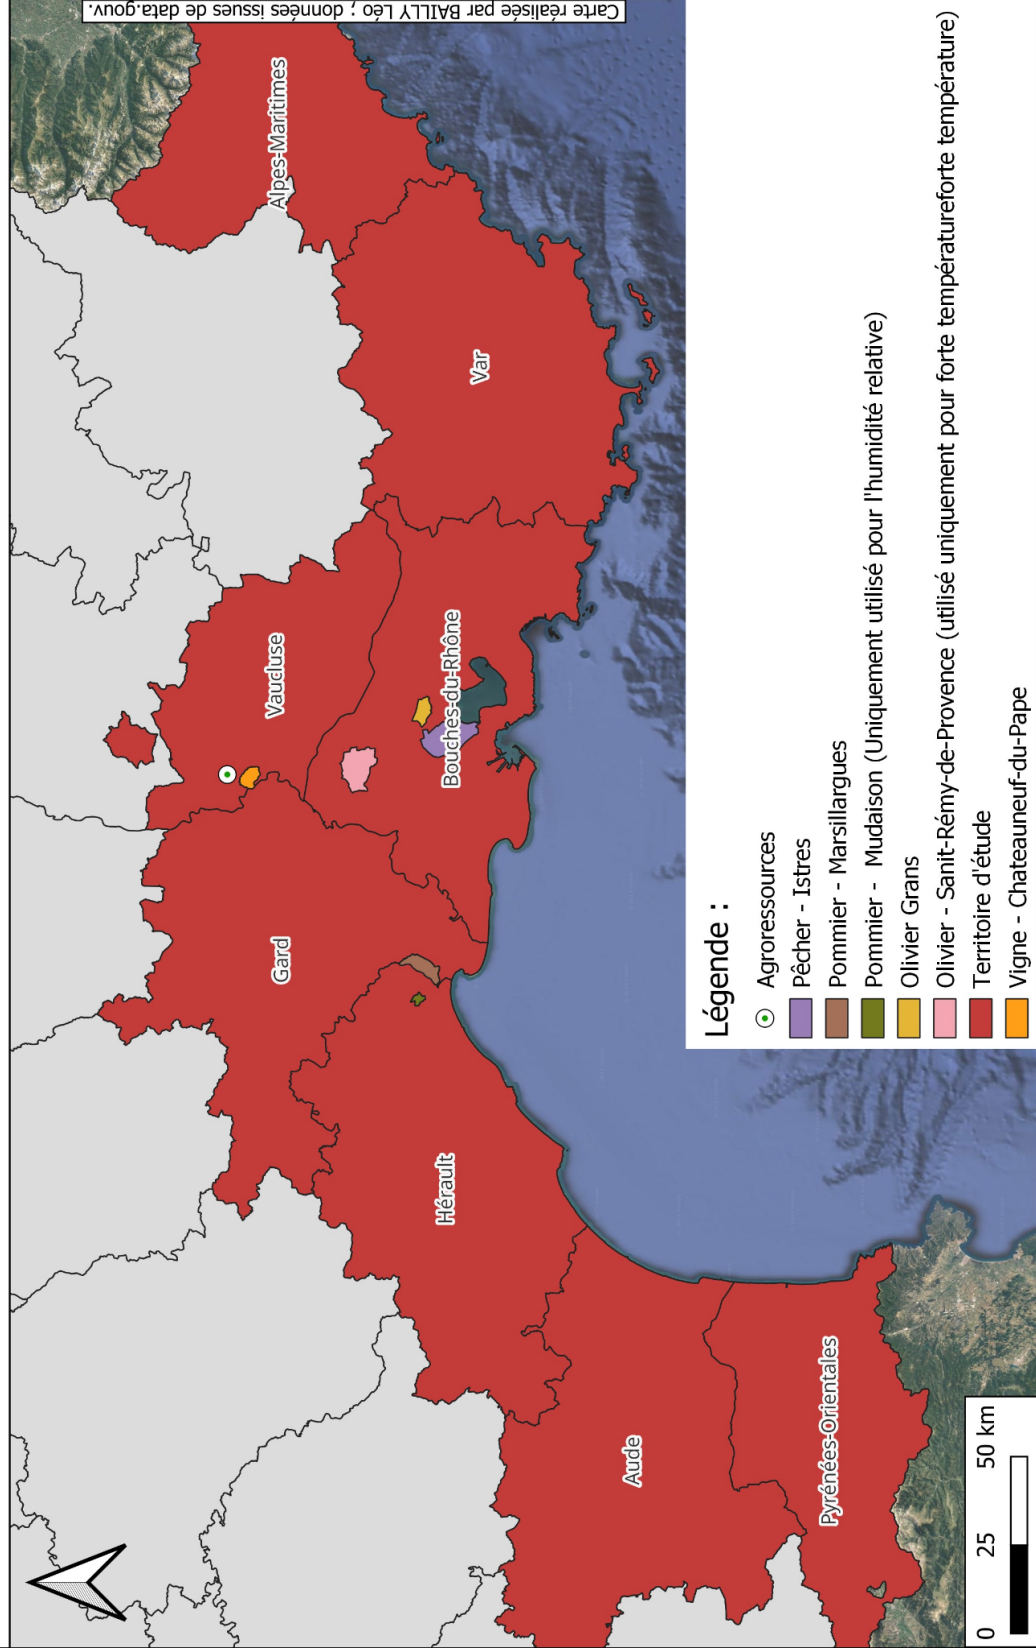 Carte réalisée par BAILLY Léo ; données issues de data.gouv.
Alpes-Maritimes
Var
Vaucluse
Bouches-du-Rhône
Gard
Hérault
Aude
Pyrénées-Orientales
0 25 50 km
Légende :
Agroressources
Pêcher - Istres
Pommier - Marsillargues
Pommier - Mudaison (Uniquement utilisé pour l'humidité relative)
Olivier Grans
Olivier - Sanit-Rémy-de-Provence (utilisé uniquement pour forte températureforte température)
Territoire d'étude
Vigne - Chateauneuf-du-Pape